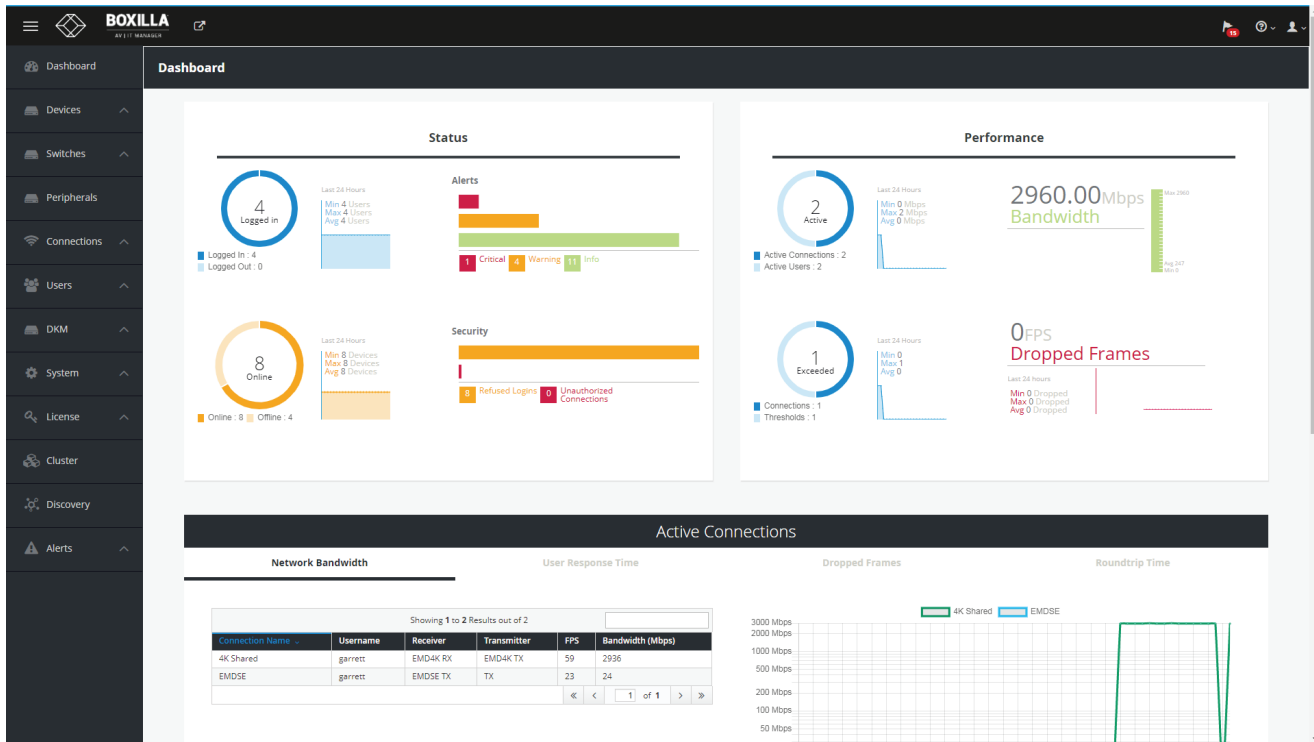 BOXILLA
AV | IT MANAGER
15
Dashboard
Devices
Switches
Peripherals
Connections
Users
DKM
System
License
Cluster
Discovery
Alerts
Dashboard
Status
4
Logged in
Logged In : 4
Logged Out : 0
Last 24 Hours
Min 4 Users
Max 4 Users
Avg 4 Users
Alerts
1 Critical 4 Warning 11 Info
8
Online
Online : 8 Offline : 4
Last 24 Hours
Min 8 Devices
Max 8 Devices
Avg 8 Devices
Security
8 Refused Logins 0 Unauthorized
Connections
Performance
2
Active
Active Connections : 2
Active Users : 2
Last 24 Hours
Min 0 Mbps
Max 2 Mbps
Avg 0 Mbps
2960.00Mbps
Bandwidth
Max 2960
Avg 247
Min 0
1
Exceeded
Connections : 1
Thresholds : 1
Last 24 Hours
Min 0
Max 1
Avg 0
0FPS
Dropped Frames
Last 24 hours
Min 0 Dropped
Max 0 Dropped
Avg 0 Dropped
Active Connections
Network Bandwidth User Response Time Dropped Frames Roundtrip Time
Showing 1 to 2 Results out of 2
Connection Name Username Receiver Transmitter FPS Bandwidth (Mbps)
4K Shared garrett EMD4K RX EMD4K TX 59 2936
EMDSE garrett EMDSE TX TX 23 24
« < 1 of 1 > »
4K Shared EMDSE
3000 Mbps
2000 Mbps
1000 Mbps
500 Mbps
200 Mbps
100 Mbps
50 Mbps